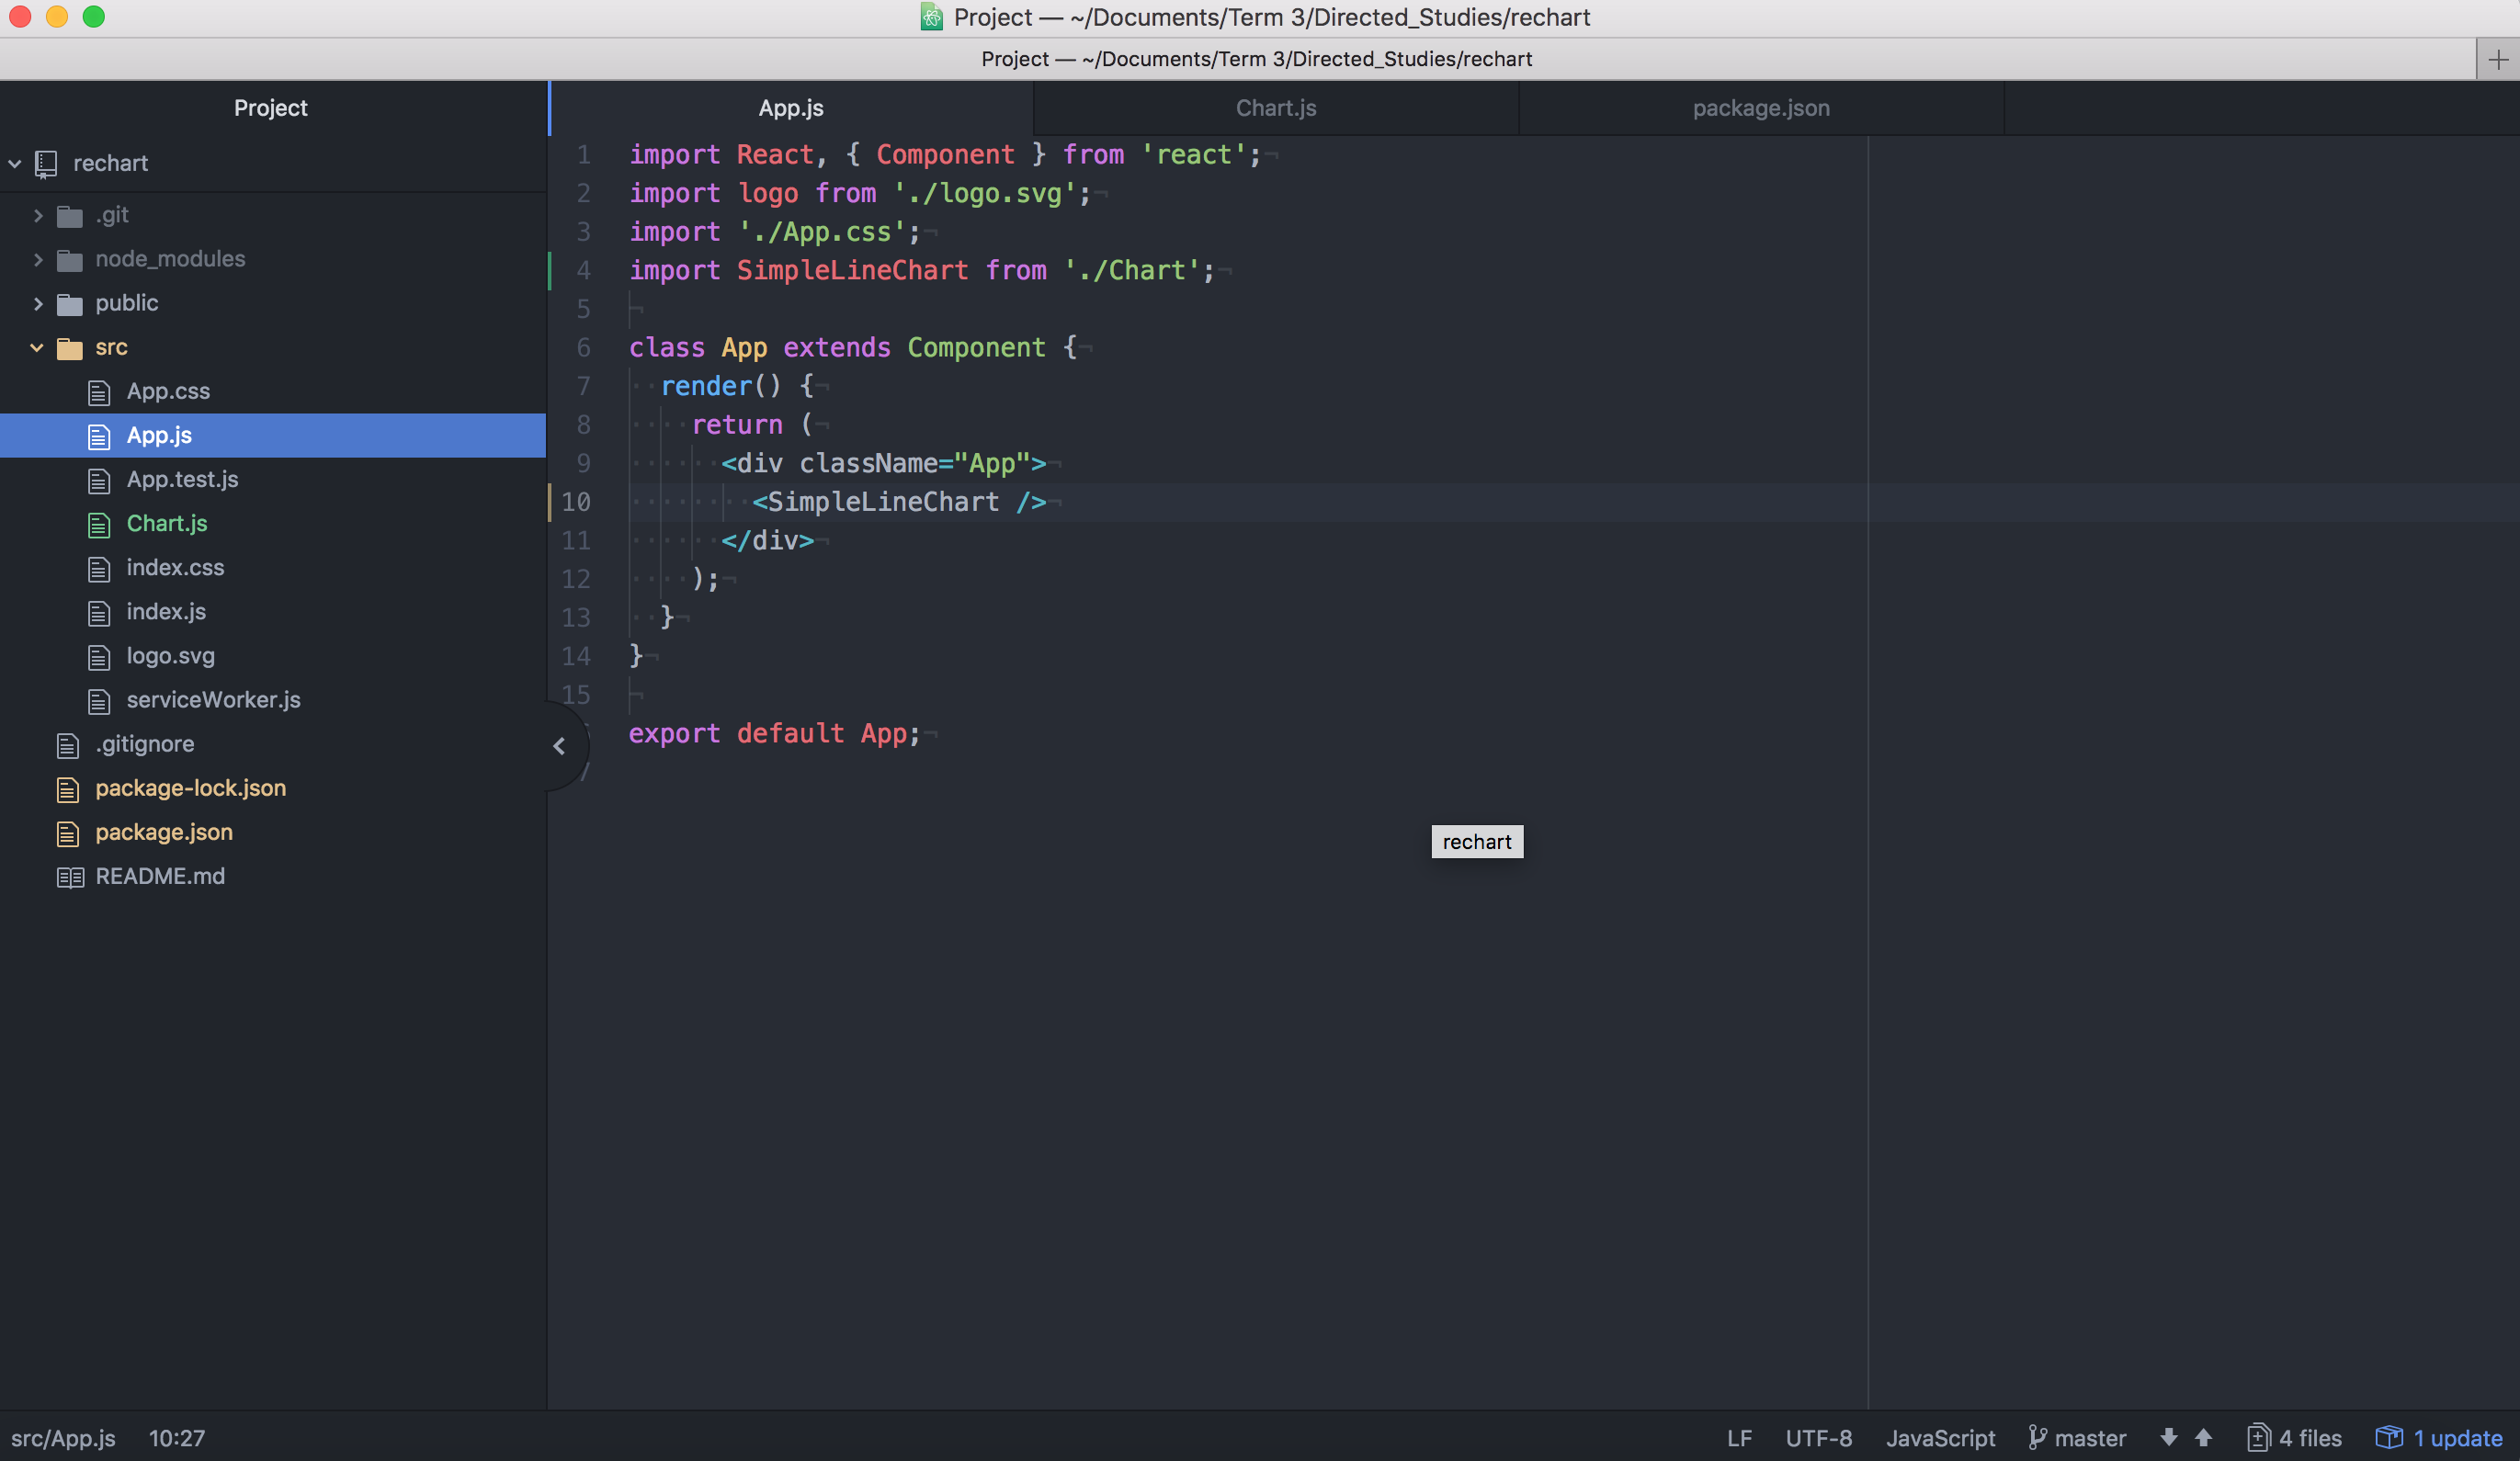 Project — ~/Documents/Term 3/Directed_Studies/rechart
Project — ~/Documents/Term 3/Directed_Studies/rechart
Project
rechart
.git
node_modules
public
src
App.css
App.js
App.test.js
Chart.js
index.css
index.js
logo.svg
serviceWorker.js
.gitignore
package-lock.json
package.json
README.md
App.js Chart.js package.json
1 import React, { Component } from 'react';
2 import logo from './logo.svg';
3 import './App.css';
4 import SimpleLineChart from './Chart';
5
6 class App extends Component {
7 render() {
8 return (
9 <div className="App">
10 <SimpleLineChart />
11 </div>
12 );
13 }
14 }
15
export default App;
rechart
src/App.js 10:27 LF UTF-8 JavaScript master 4 files 1 update